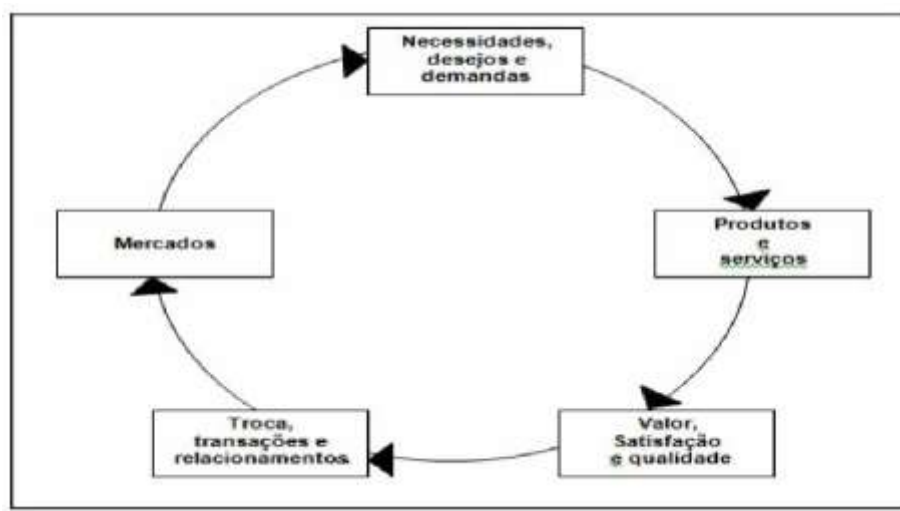 Necessidades,
desejos e
demandas
Produtos
e
serviços
Valor,
Satisfação
e qualidade
Troca,
transações e
relacionamentos
Mercados